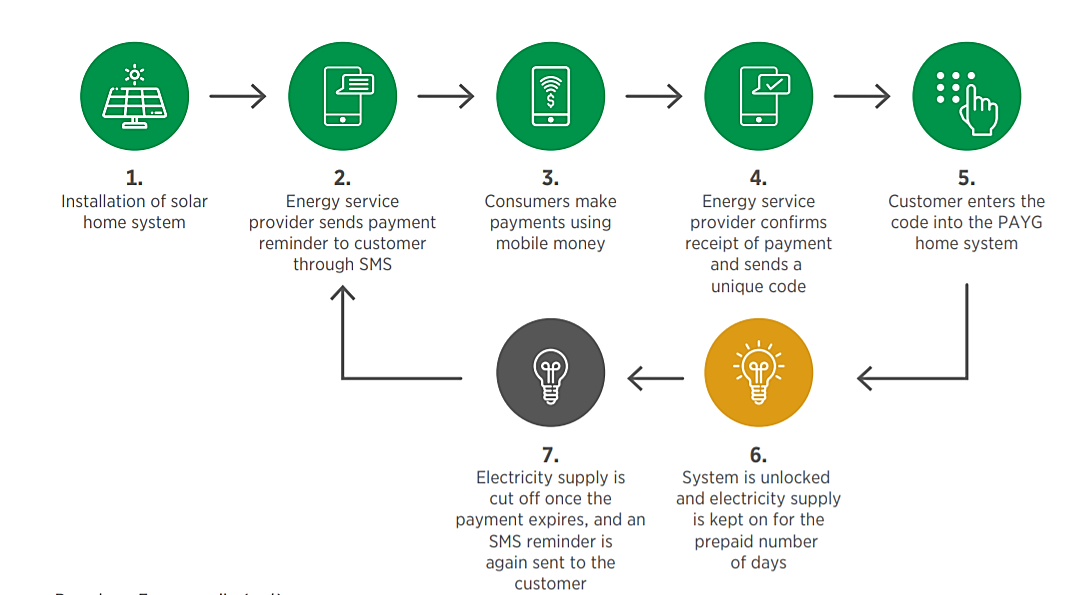 1.
Installation of solar
home system
2.
Energy service
provider sends payment
reminder to customer
through SMS
3.
Consumers make
payments using
mobile money
$
4.
Energy service
provider confirms
receipt of payment
and sends a
unique code
5.
Customer enters the
code into the PAYG
home system
6.
System is unlocked
and electricity supply
is kept on for the
prepaid number
of days
7.
Electricity supply is
cut off once the
payment expires, and an
SMS reminder is
again sent to the
customer